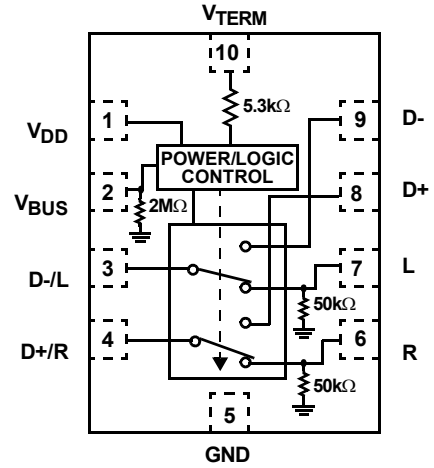 VTERM
10
5.3kΩ
1
9
D-
VDD
POWER/LOGIC
CONTROL
2
8
D+
VBUS
2MΩ
3
7
L
D-/L
50kΩ
4
6
D+/R
R
50kΩ
5
GND